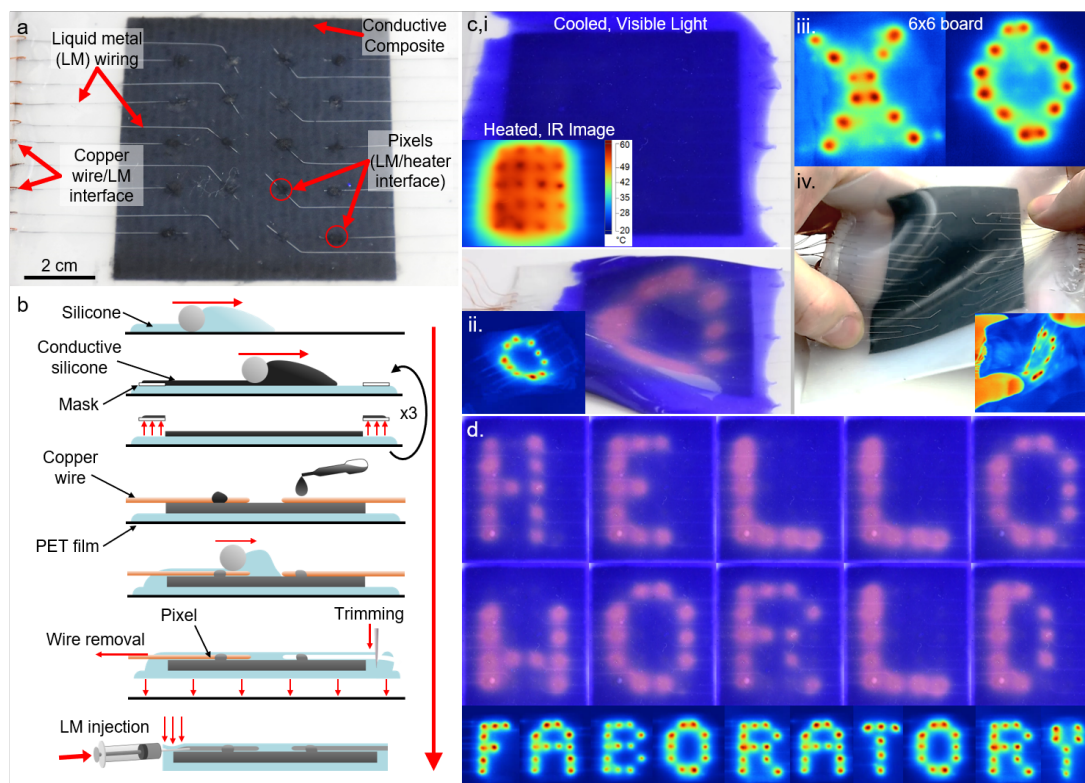 a
Conductive
Composite
Liquid metal
(LM) wiring
Copper
wire/LM
interface
Pixels
(LM/heater
interface)
2 cm
b
Silicone
Conductive
silicone
Mask
x3
Copper
wire
PET film
Pixel
Trimming
Wire removal
LM injection
c,i
Cooled, Visible Light
Heated, IR Image
60
49
42
35
28
20
°C
ii.
iii.
6x6 board
iv.
d.
HELLO
WORLD
FABORATORY